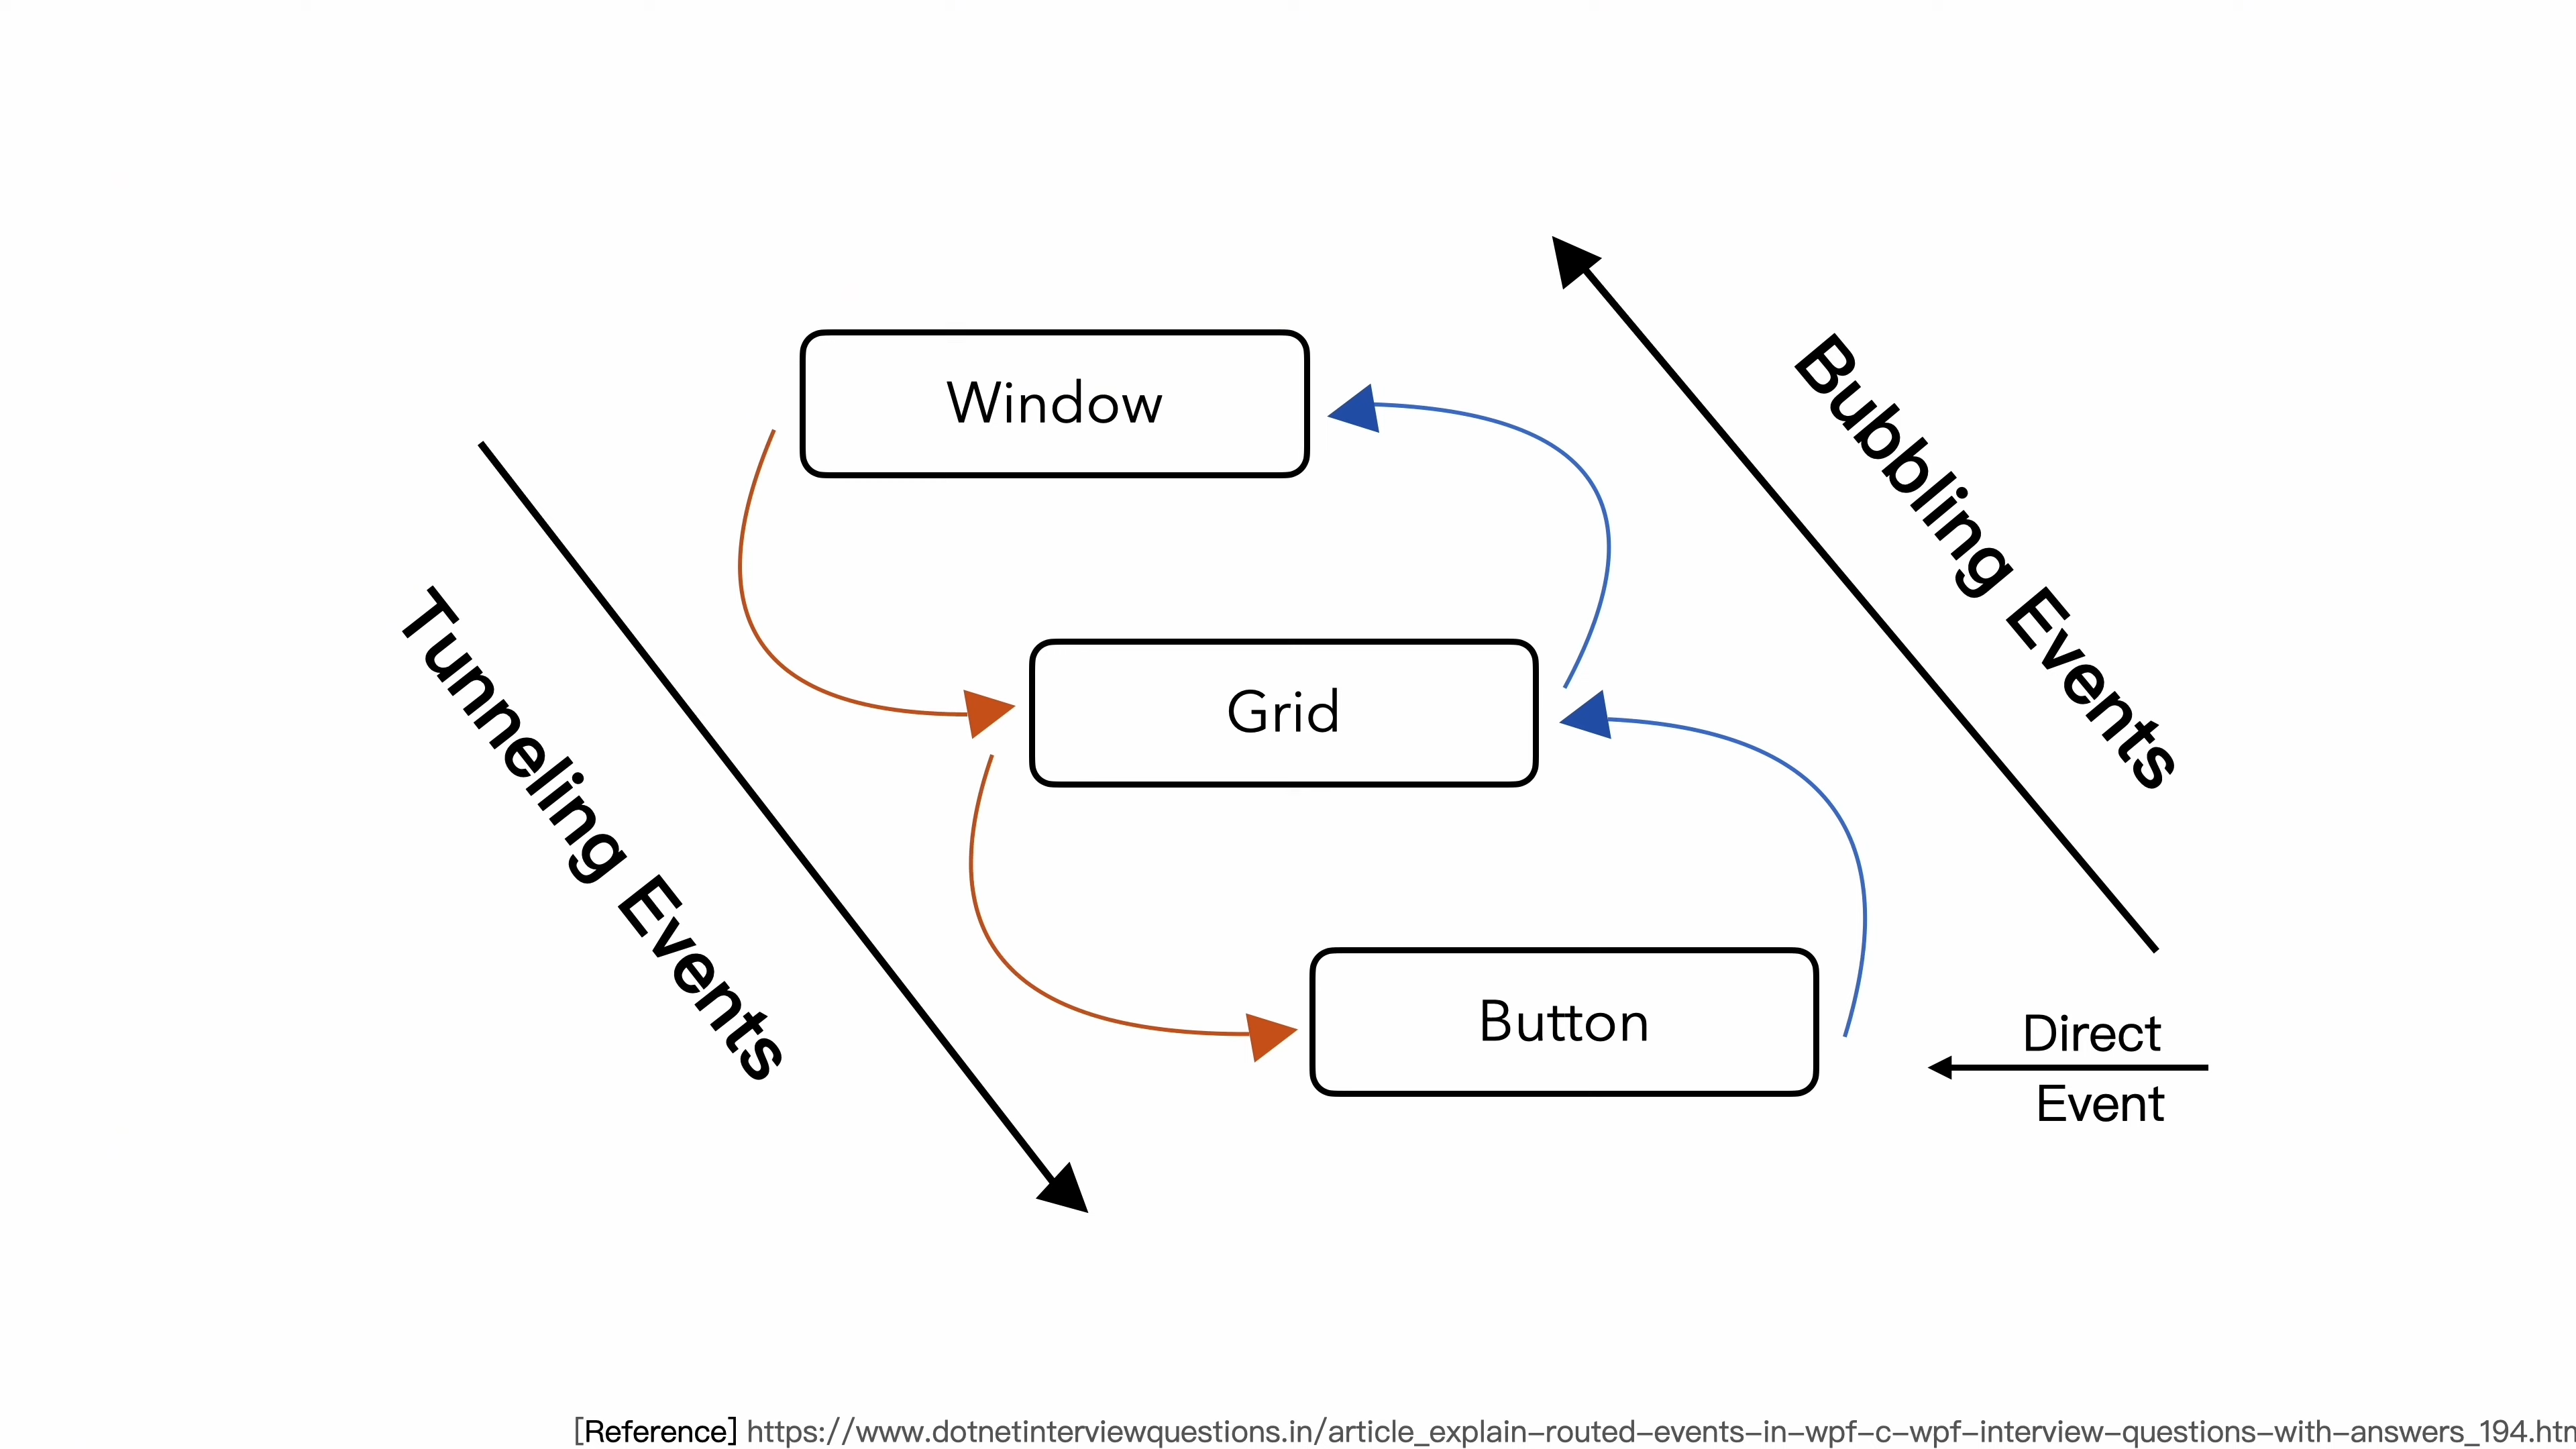 Window
Bubbling Events
Tunneling Events
Grid
Button
Direct
Event
[Reference] https://www.dotnetinterviewquestions.in/article_explain-routed-events-in-wpf-c-wpf-interview-questions-with-answers_194.htm